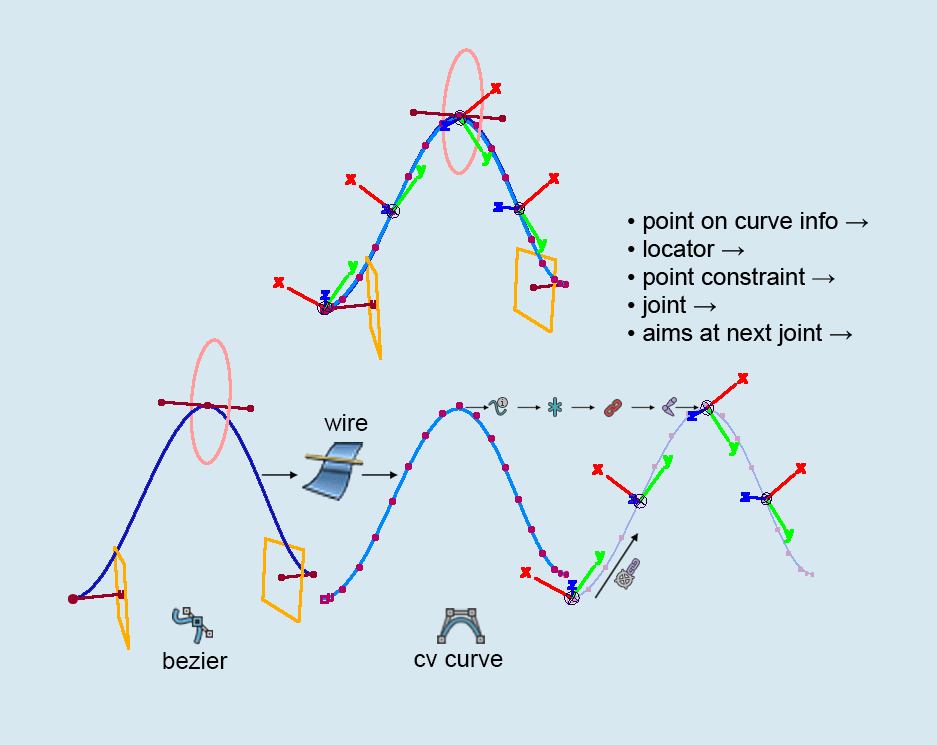 x
x
z
y
y
x
x
z
z
y
x
y
z
• point on curve info →
• locator →
• point constraint →
• joint →
• aims at next joint →
x
z
wire
y
x
y
x
z
z
y
x
y
z
bezier
cv curve